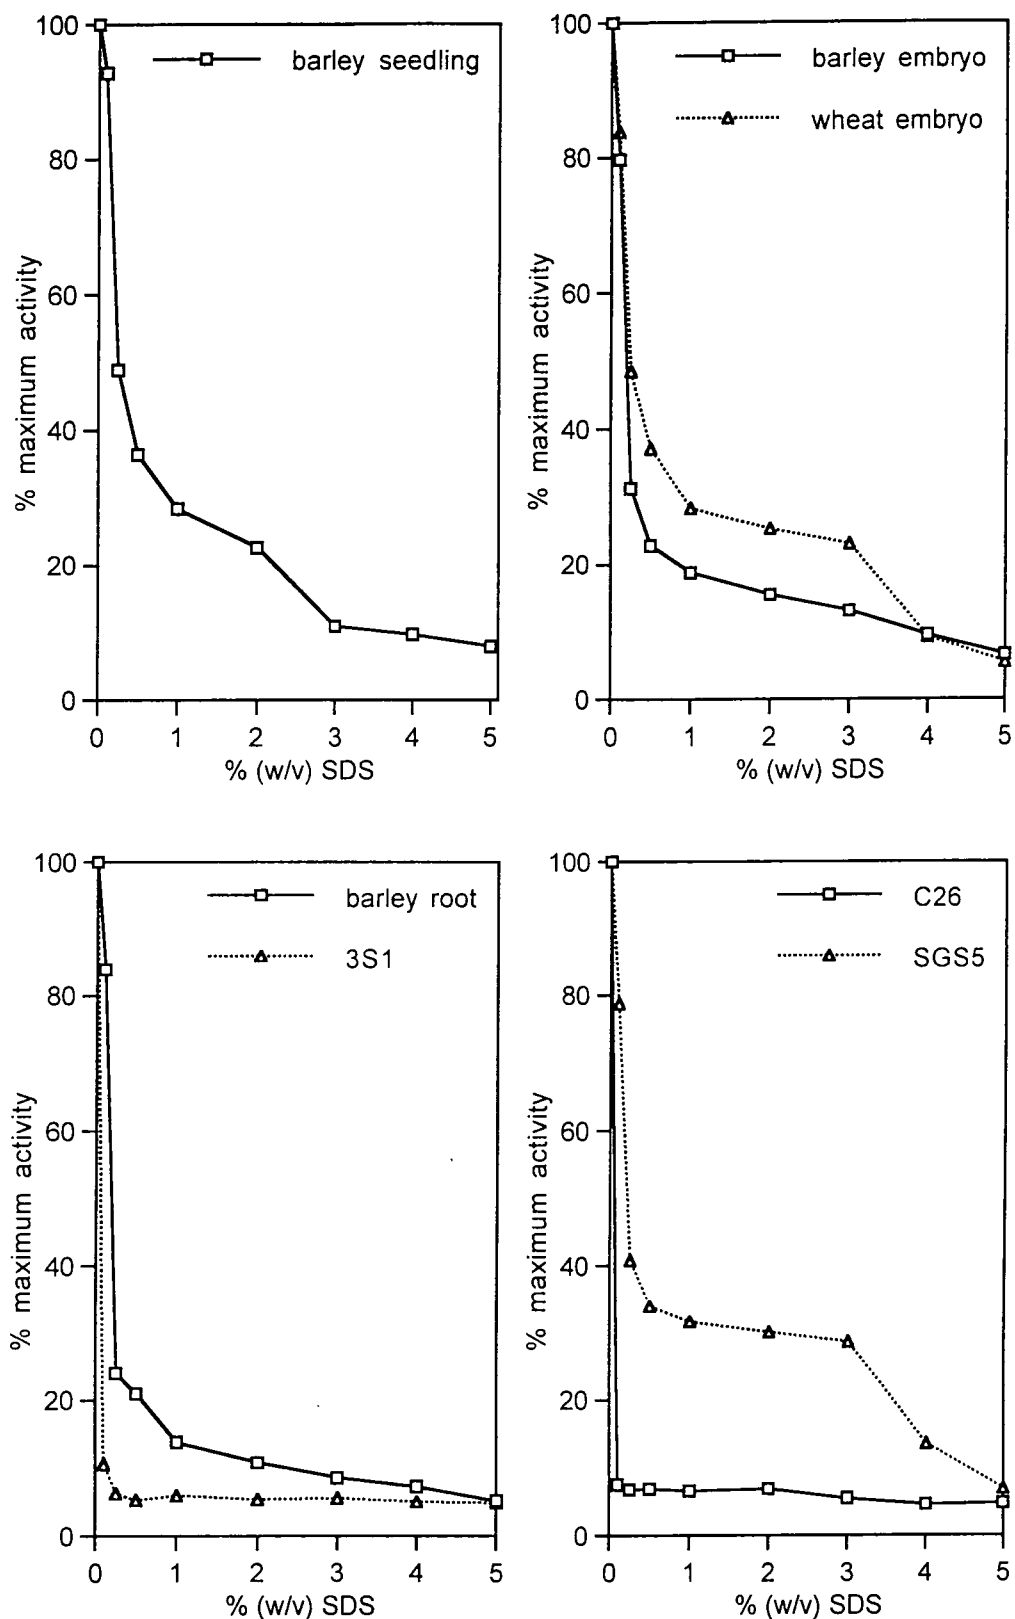 100
80
60
40
20
0
% maximum activity
barley seedling
0 1 2 3 4 5
% (w/v) SDS
100
80
60
40
20
0
% maximum activity
barley embryo
wheat embryo
0 1 2 3 4 5
% (w/v) SDS
100
80
60
40
20
0
% maximum activity
barley root
3S1
0 1 2 3 4 5
% (w/v) SDS
100
80
60
40
20
0
% maximum activity
C26
SGS5
0 1 2 3 4 5
% (w/v) SDS